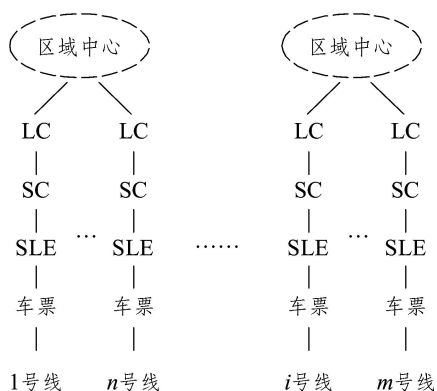 区域中心 区域中心
LC LC LC LC
SC SC SC SC
SLE … SLE …… SLE … SLE
车票 车票 车票 车票
1号线 n号线 i号线 m号线